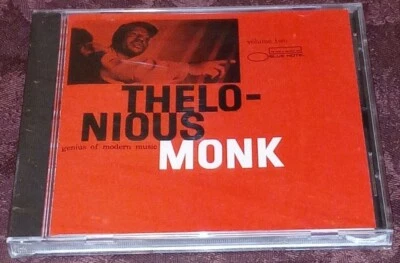 volume two
BLUE NOTE
THELO-
NIOUS
genius of modern music
MONK